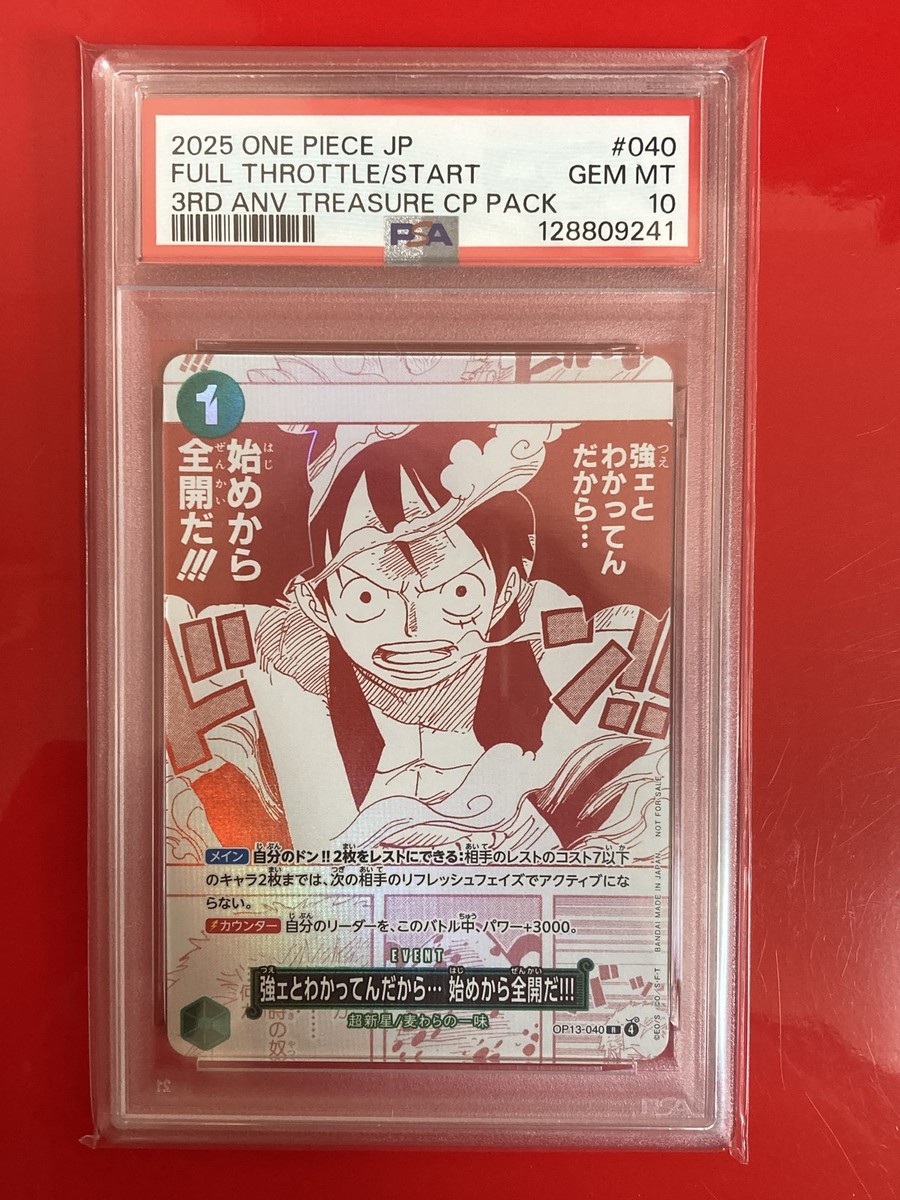 2025 ONE PIECE JP #040
FULL THROTTLE/START GEM MT
3RD ANV TREASURE CP PACK 10
PSA 128809241
1
強ェと
わかってん
だから…
始めから
全開だ!!!
ドン!!
メイン 自分のドン!!2枚をレストにできる:相手のレストのコスト7以下
のキャラ2枚までは、次の相手のリフレッシュフェイズでアクティブにな
らない。
カウンター 自分のリーダーを、このバトル中、パワー+3000。
EVENT
強ェとわかってんだから… 始めから全開だ!!!
超新星/麦わらの一味
OP13-040 R 4
©E.O./S. CO./S・F・T BANDAI MADE IN JAPAN NOT FOR SALE
PSA